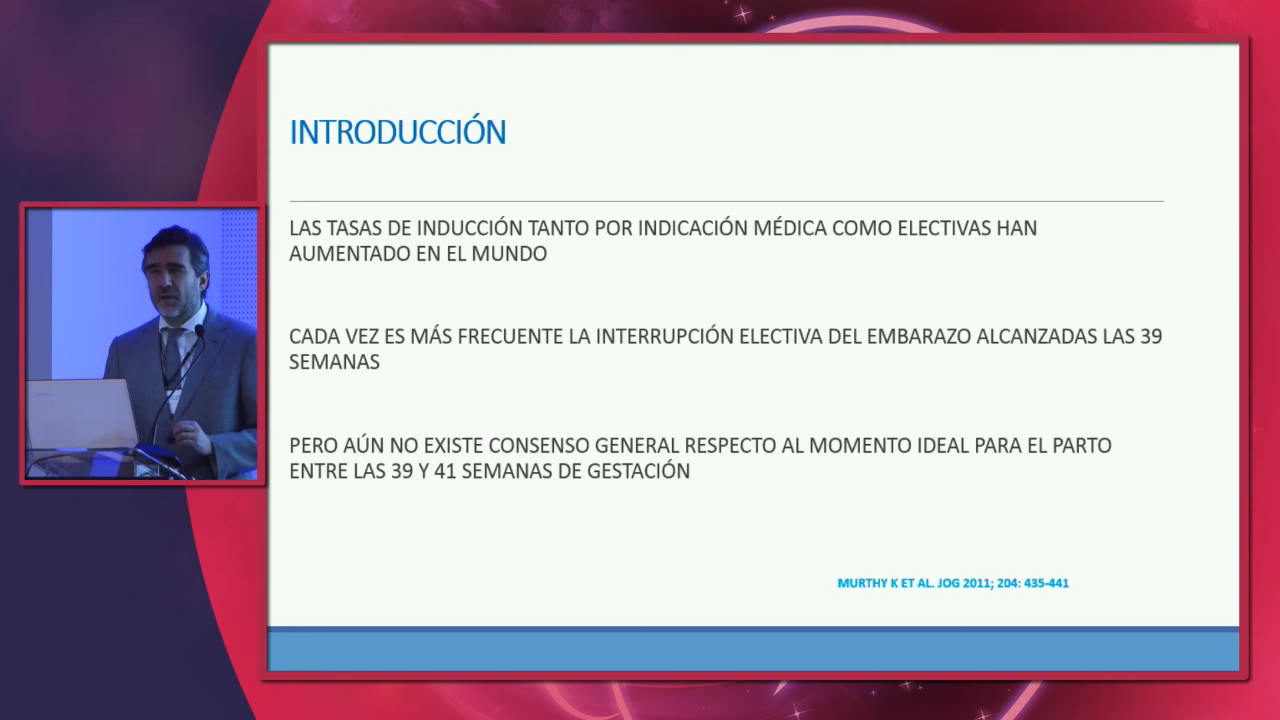 INTRODUCCIÓN
LAS TASAS DE INDUCCIÓN TANTO POR INDICACIÓN MÉDICA COMO ELECTIVAS HAN
AUMENTADO EN EL MUNDO
CADA VEZ ES MÁS FRECUENTE LA INTERRUPCIÓN ELECTIVA DEL EMBARAZO ALCANZADAS LAS 39
SEMANAS
PERO AÚN NO EXISTE CONSENSO GENERAL RESPECTO AL MOMENTO IDEAL PARA EL PARTO
ENTRE LAS 39 Y 41 SEMANAS DE GESTACIÓN
MURTHY K ET AL. JOG 2011; 204: 435-441